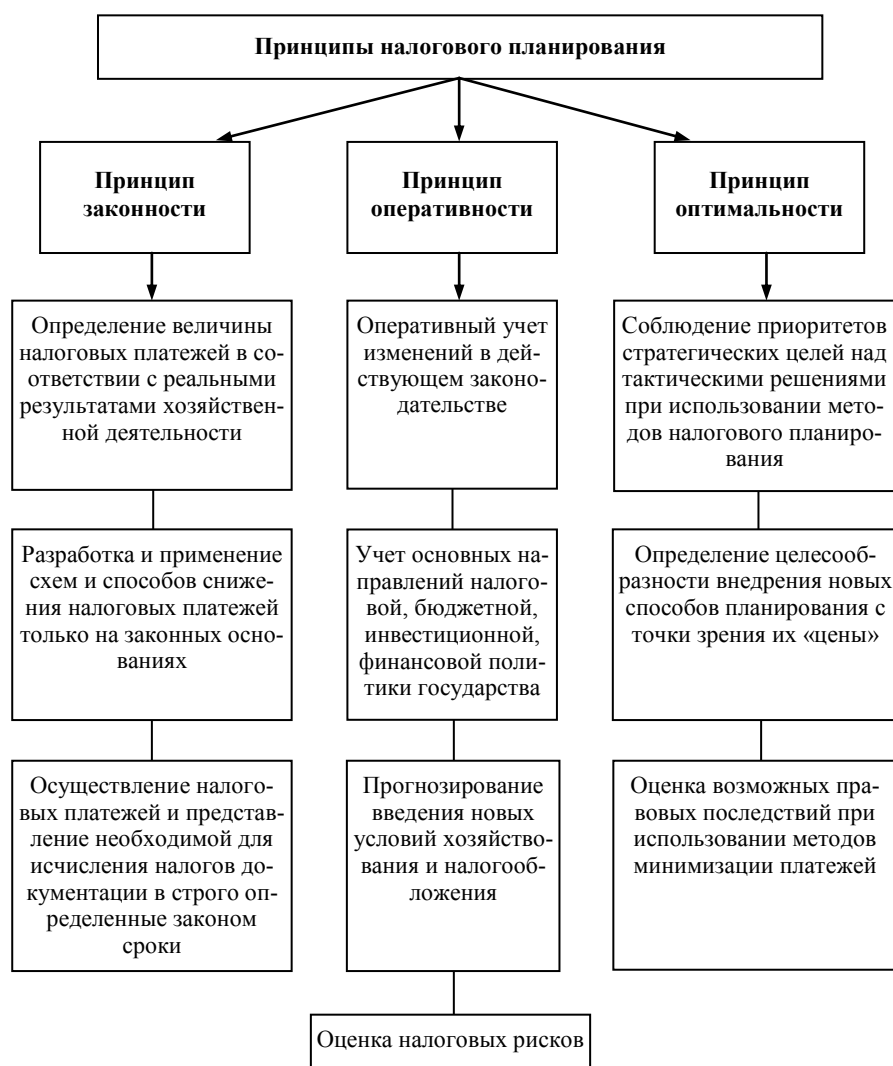 Принципы налогового планирования
Принцип
законности
Принцип
оперативности
Принцип
оптимальности
Определение величины
налоговых платежей в со-
ответствии с реальными
результатами хозяйствен-
ной деятельности
Оперативный учет
изменений в дей-
ствующем законо-
дательстве
Соблюдение приоритетов
стратегических целей над
тактическими решениями
при использовании мето-
дов налогового планиро-
вания
Разработка и применение
схем и способов сниже-
ния налоговых платежей
только на законных осно-
ваниях
Учет основных на-
правлений налого-
вой, бюджетной,
инвестиционной,
финансовой поли-
тики государства
Определение целесооб-
разности внедрения новых
способов планирования с
точки зрения их «цены»
Осуществление налого-
вых платежей и представ-
ление необходимой для
исчисления налогов до-
кументации в строго оп-
ределенные законом
сроки
Прогнозирование
введения новых
условий хозяйство-
вания и налогооб-
ложения
Оценка возможных пра-
вовых последствий при
использовании методов
минимизации платежей
Оценка налоговых рисков